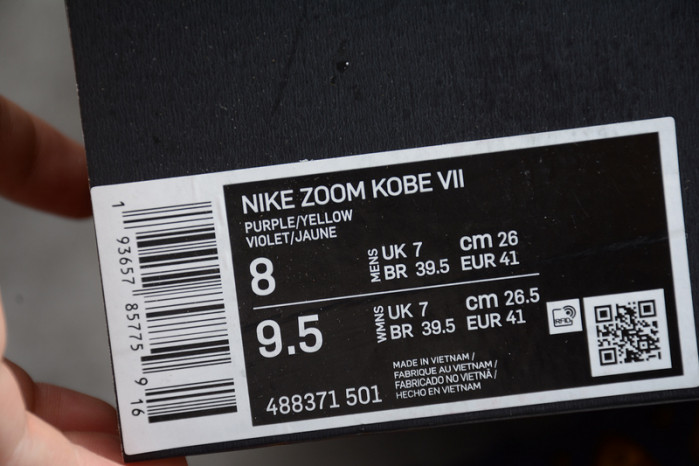 NIKE ZOOM KOBE VII
PURPLE/YELLOW
VIOLET/JAUNE
8
MENS
UK 7
BR 39.5
cm 26
EUR 41
9.5
WMNS
UK 7
BR 39.5
cm 26.5
EUR 41
RFID
MADE IN VIETNAM /
FABRIQUE AU VIETNAM /
FABRICADO NO VIETNÃ /
HECHO EN VIETNAM
488371 501
1 93657 85775 9 16